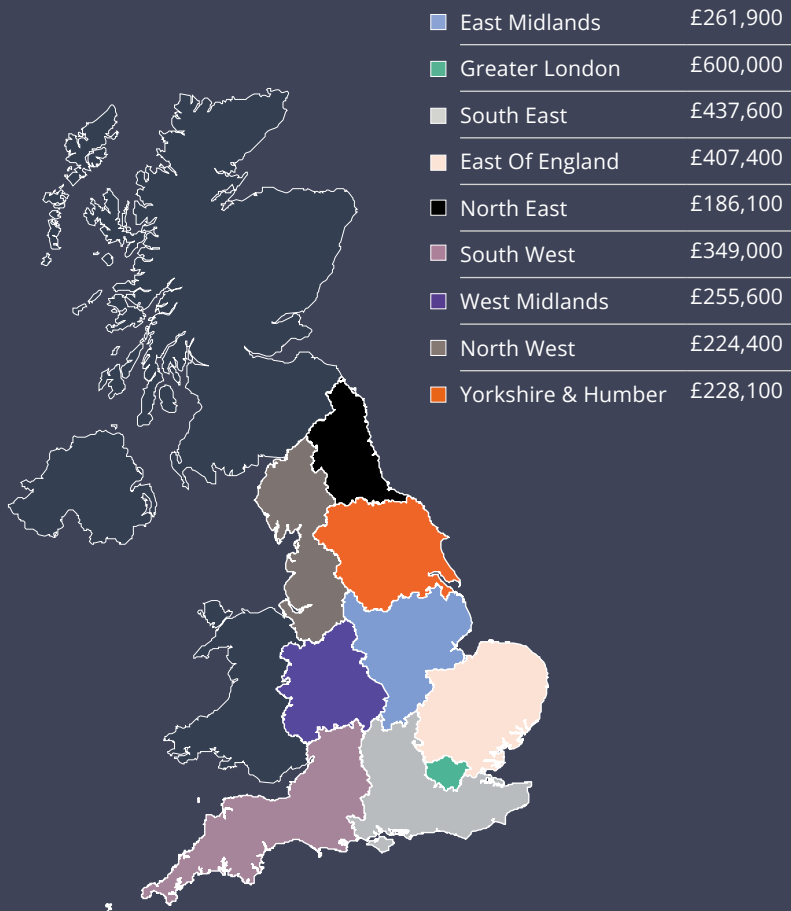 East Midlands £261,900
Greater London £600,000
South East £437,600
East Of England £407,400
North East £186,100
South West £349,000
West Midlands £255,600
North West £224,400
Yorkshire & Humber £228,100